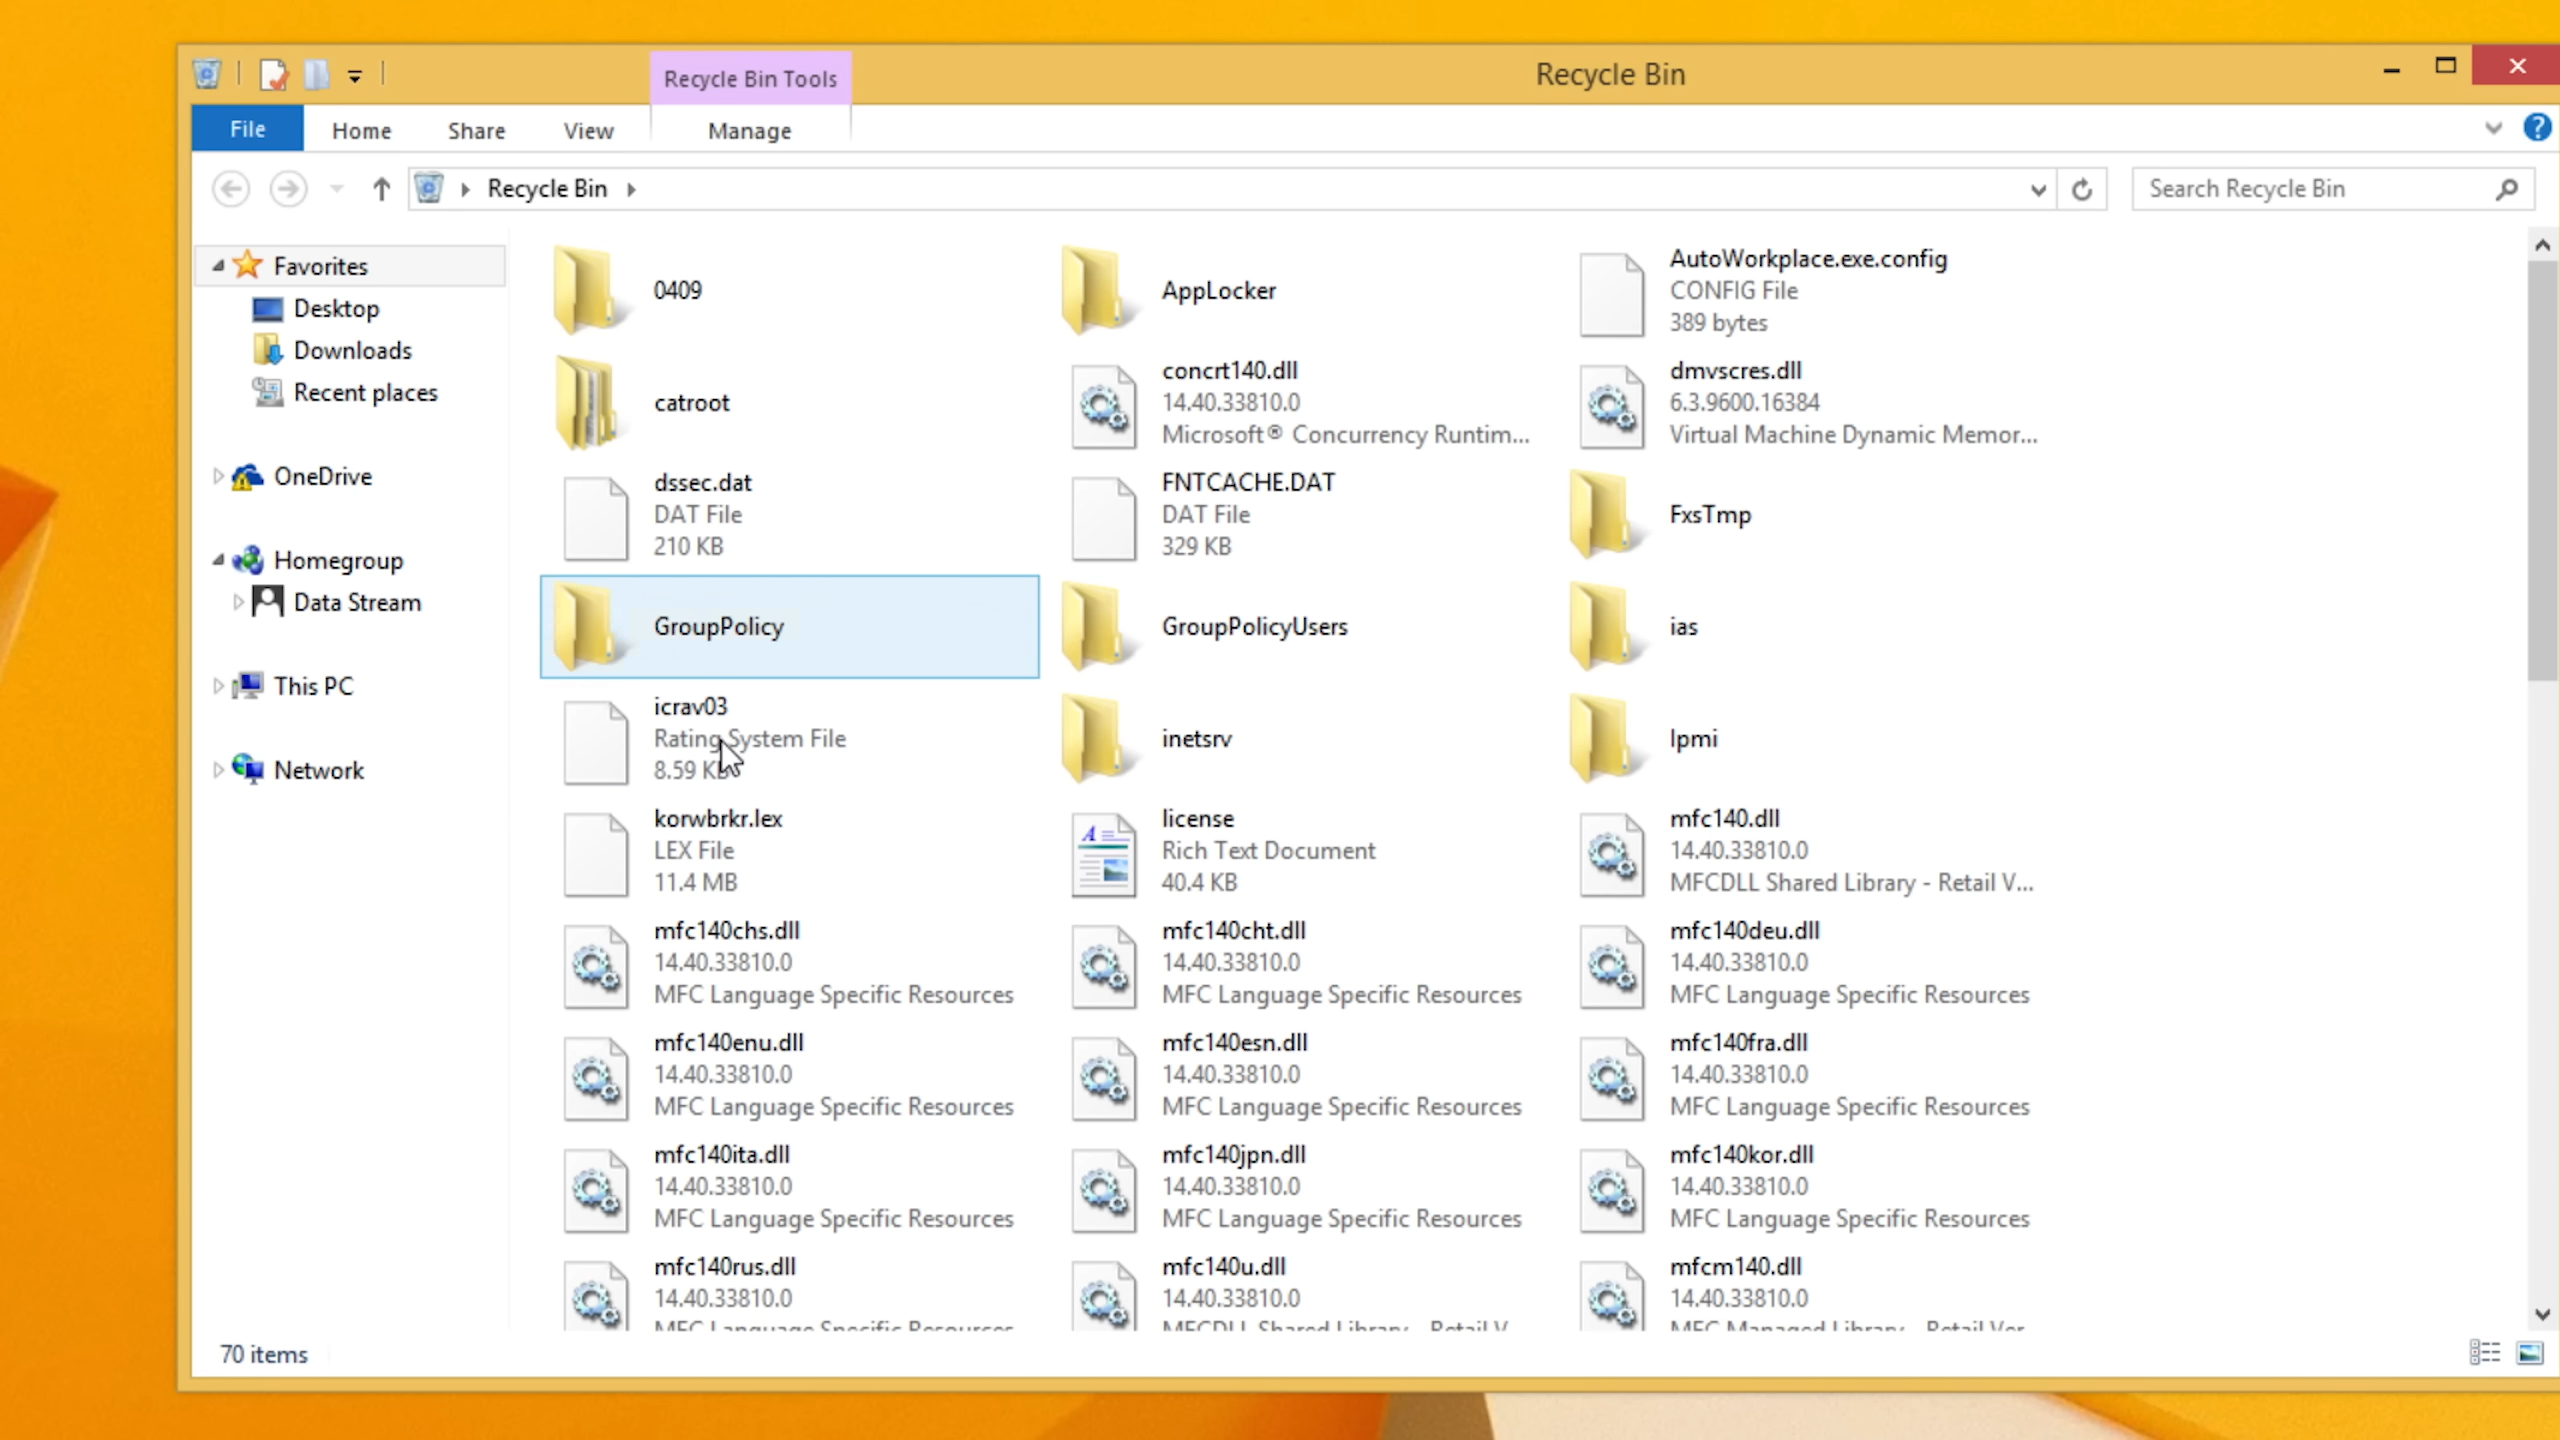 Recycle Bin Tools
Recycle Bin
File
Home
Share
View
Manage
Recycle Bin
Search Recycle Bin
Favorites
Desktop
Downloads
Recent places
OneDrive
Homegroup
Data Stream
This PC
Network
0409
AppLocker
AutoWorkplace.exe.config
CONFIG File
389 bytes
catroot
concrt140.dll
14.40.33810.0
Microsoft® Concurrency Runtim...
dmvscres.dll
6.3.9600.16384
Virtual Machine Dynamic Memor...
dssec.dat
DAT File
210 KB
FNTCACHE.DAT
DAT File
329 KB
FxsTmp
GroupPolicy
GroupPolicyUsers
ias
icrav03
Rating System File
8.59 KB
inetsrv
Ipmi
korwbrkr.lex
LEX File
11.4 MB
license
Rich Text Document
40.4 KB
mfc140.dll
14.40.33810.0
MFCDLL Shared Library - Retail V...
mfc140chs.dll
14.40.33810.0
MFC Language Specific Resources
mfc140cht.dll
14.40.33810.0
MFC Language Specific Resources
mfc140deu.dll
14.40.33810.0
MFC Language Specific Resources
mfc140enu.dll
14.40.33810.0
MFC Language Specific Resources
mfc140esn.dll
14.40.33810.0
MFC Language Specific Resources
mfc140fra.dll
14.40.33810.0
MFC Language Specific Resources
mfc140ita.dll
14.40.33810.0
MFC Language Specific Resources
mfc140jpn.dll
14.40.33810.0
MFC Language Specific Resources
mfc140kor.dll
14.40.33810.0
MFC Language Specific Resources
mfc140rus.dll
14.40.33810.0
MFC Language Specific Resources
mfc140u.dll
14.40.33810.0
MFCDLL Shared Library - Retail V...
mfcm140.dll
14.40.33810.0
MFC Managed Library - Retail Ver...
70 items